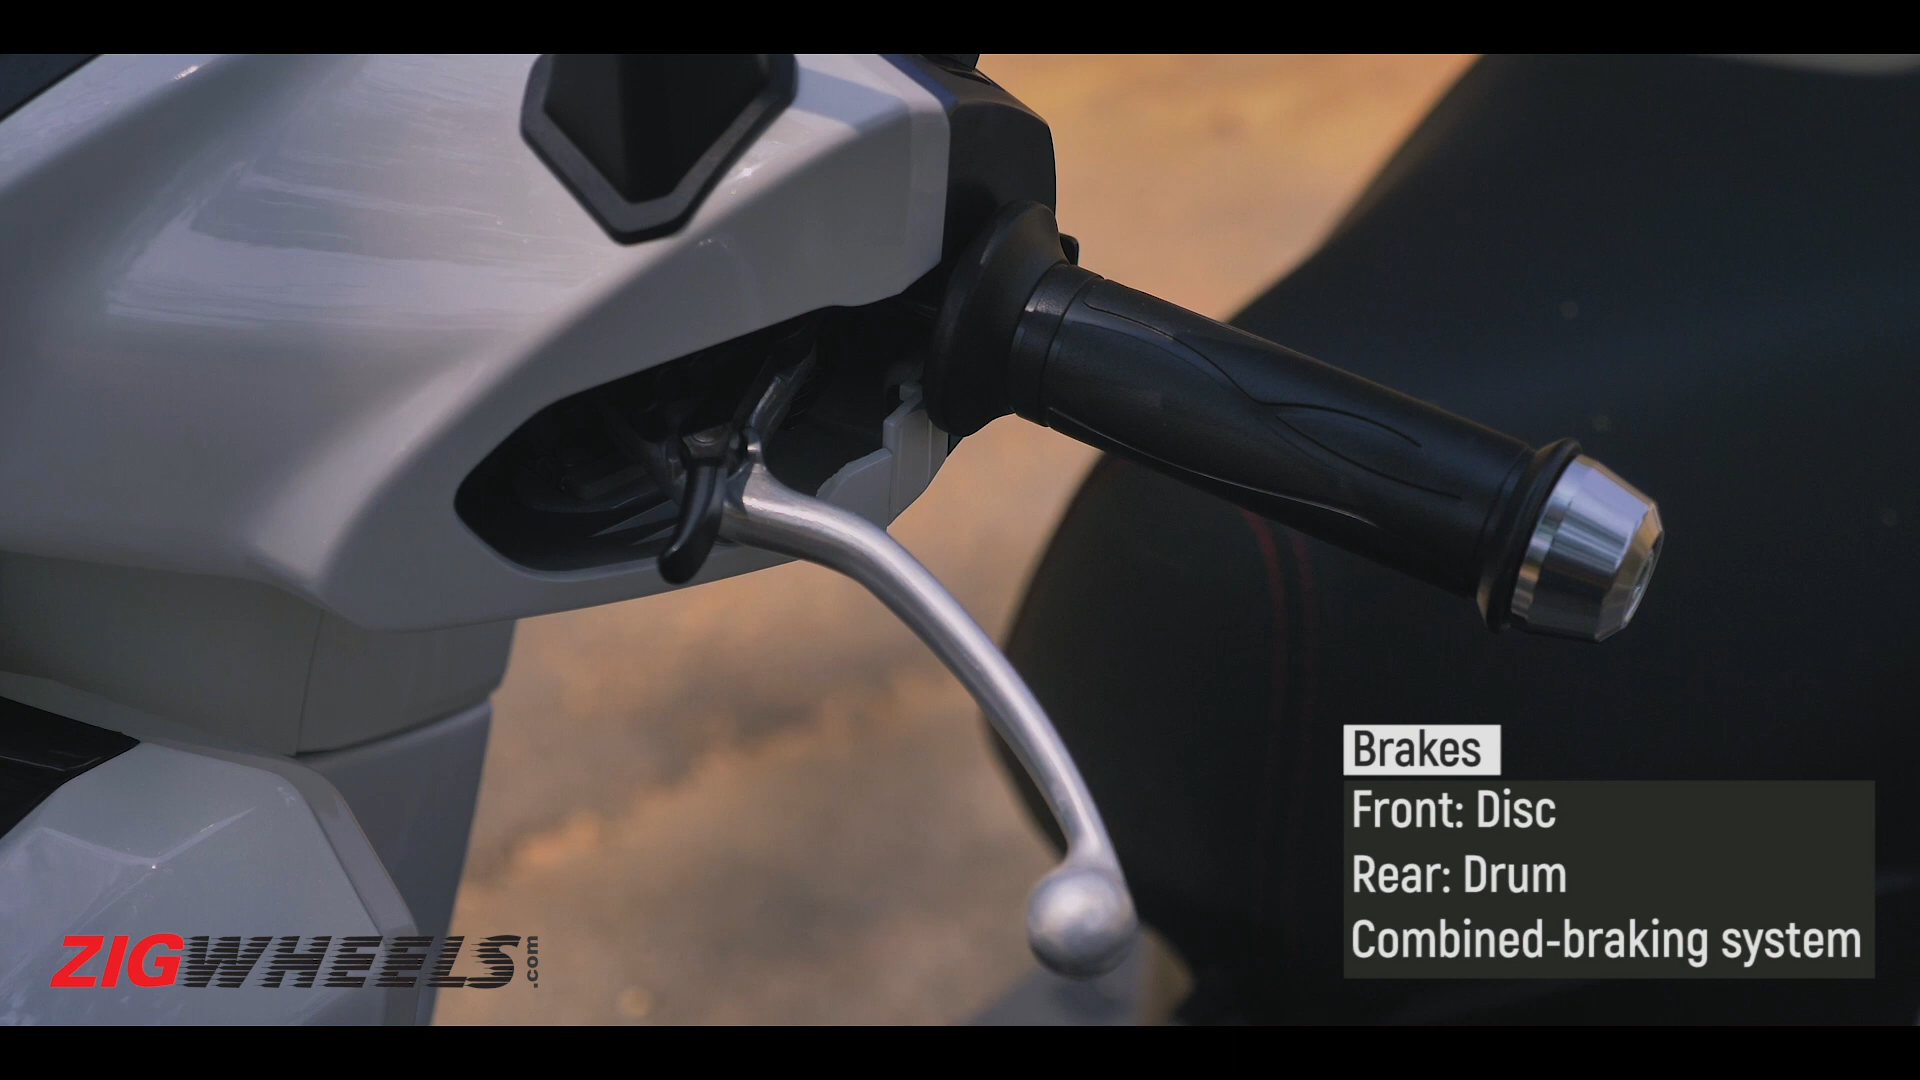 Brakes
Front: Disc
Rear: Drum
Combined-braking system
ZIGWHEELS.com